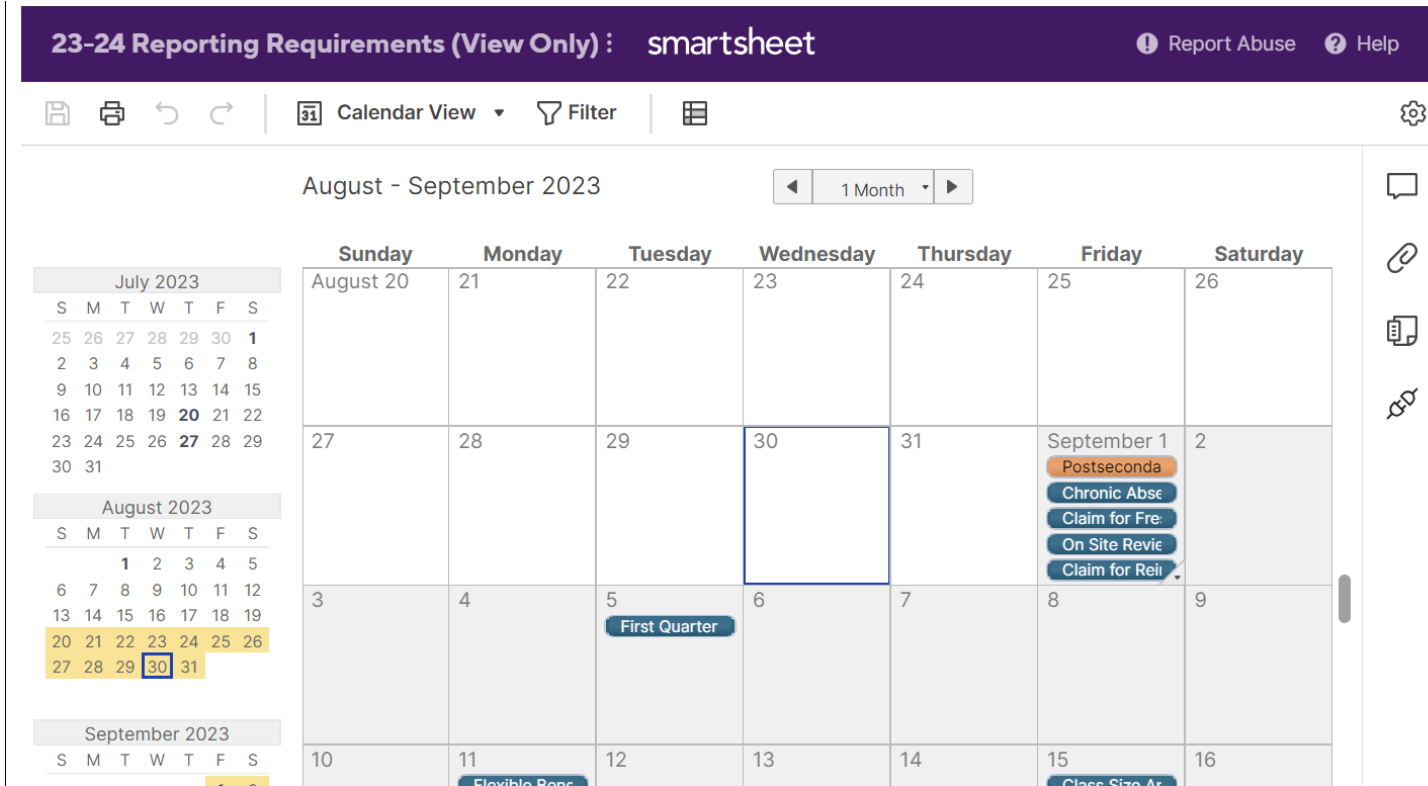 23-24 Reporting Requirements (View Only) smartsheet Report Abuse Help
Calendar View Filter
August - September 2023 1 Month
Sunday Monday Tuesday Wednesday Thursday Friday Saturday
July 2023
S M T W T F S
25 26 27 28 29 30 1
2 3 4 5 6 7 8
9 10 11 12 13 14 15
16 17 18 19 20 21 22
23 24 25 26 27 28 29
30 31
August 2023
S M T W T F S
1 2 3 4 5
6 7 8 9 10 11 12
13 14 15 16 17 18 19
20 21 22 23 24 25 26
27 28 29 30 31
September 2023
S M T W T F S
August 20 21 22 23 24 25 26
27 28 29 30 31 September 1 2
Postseconda
Chronic Abse
Claim for Fre
On Site Revie
Claim for Rei
3 4 5 6 7 8 9
First Quarter
10 11 12 13 14 15 16
Flexible Bene
Class Size Ar